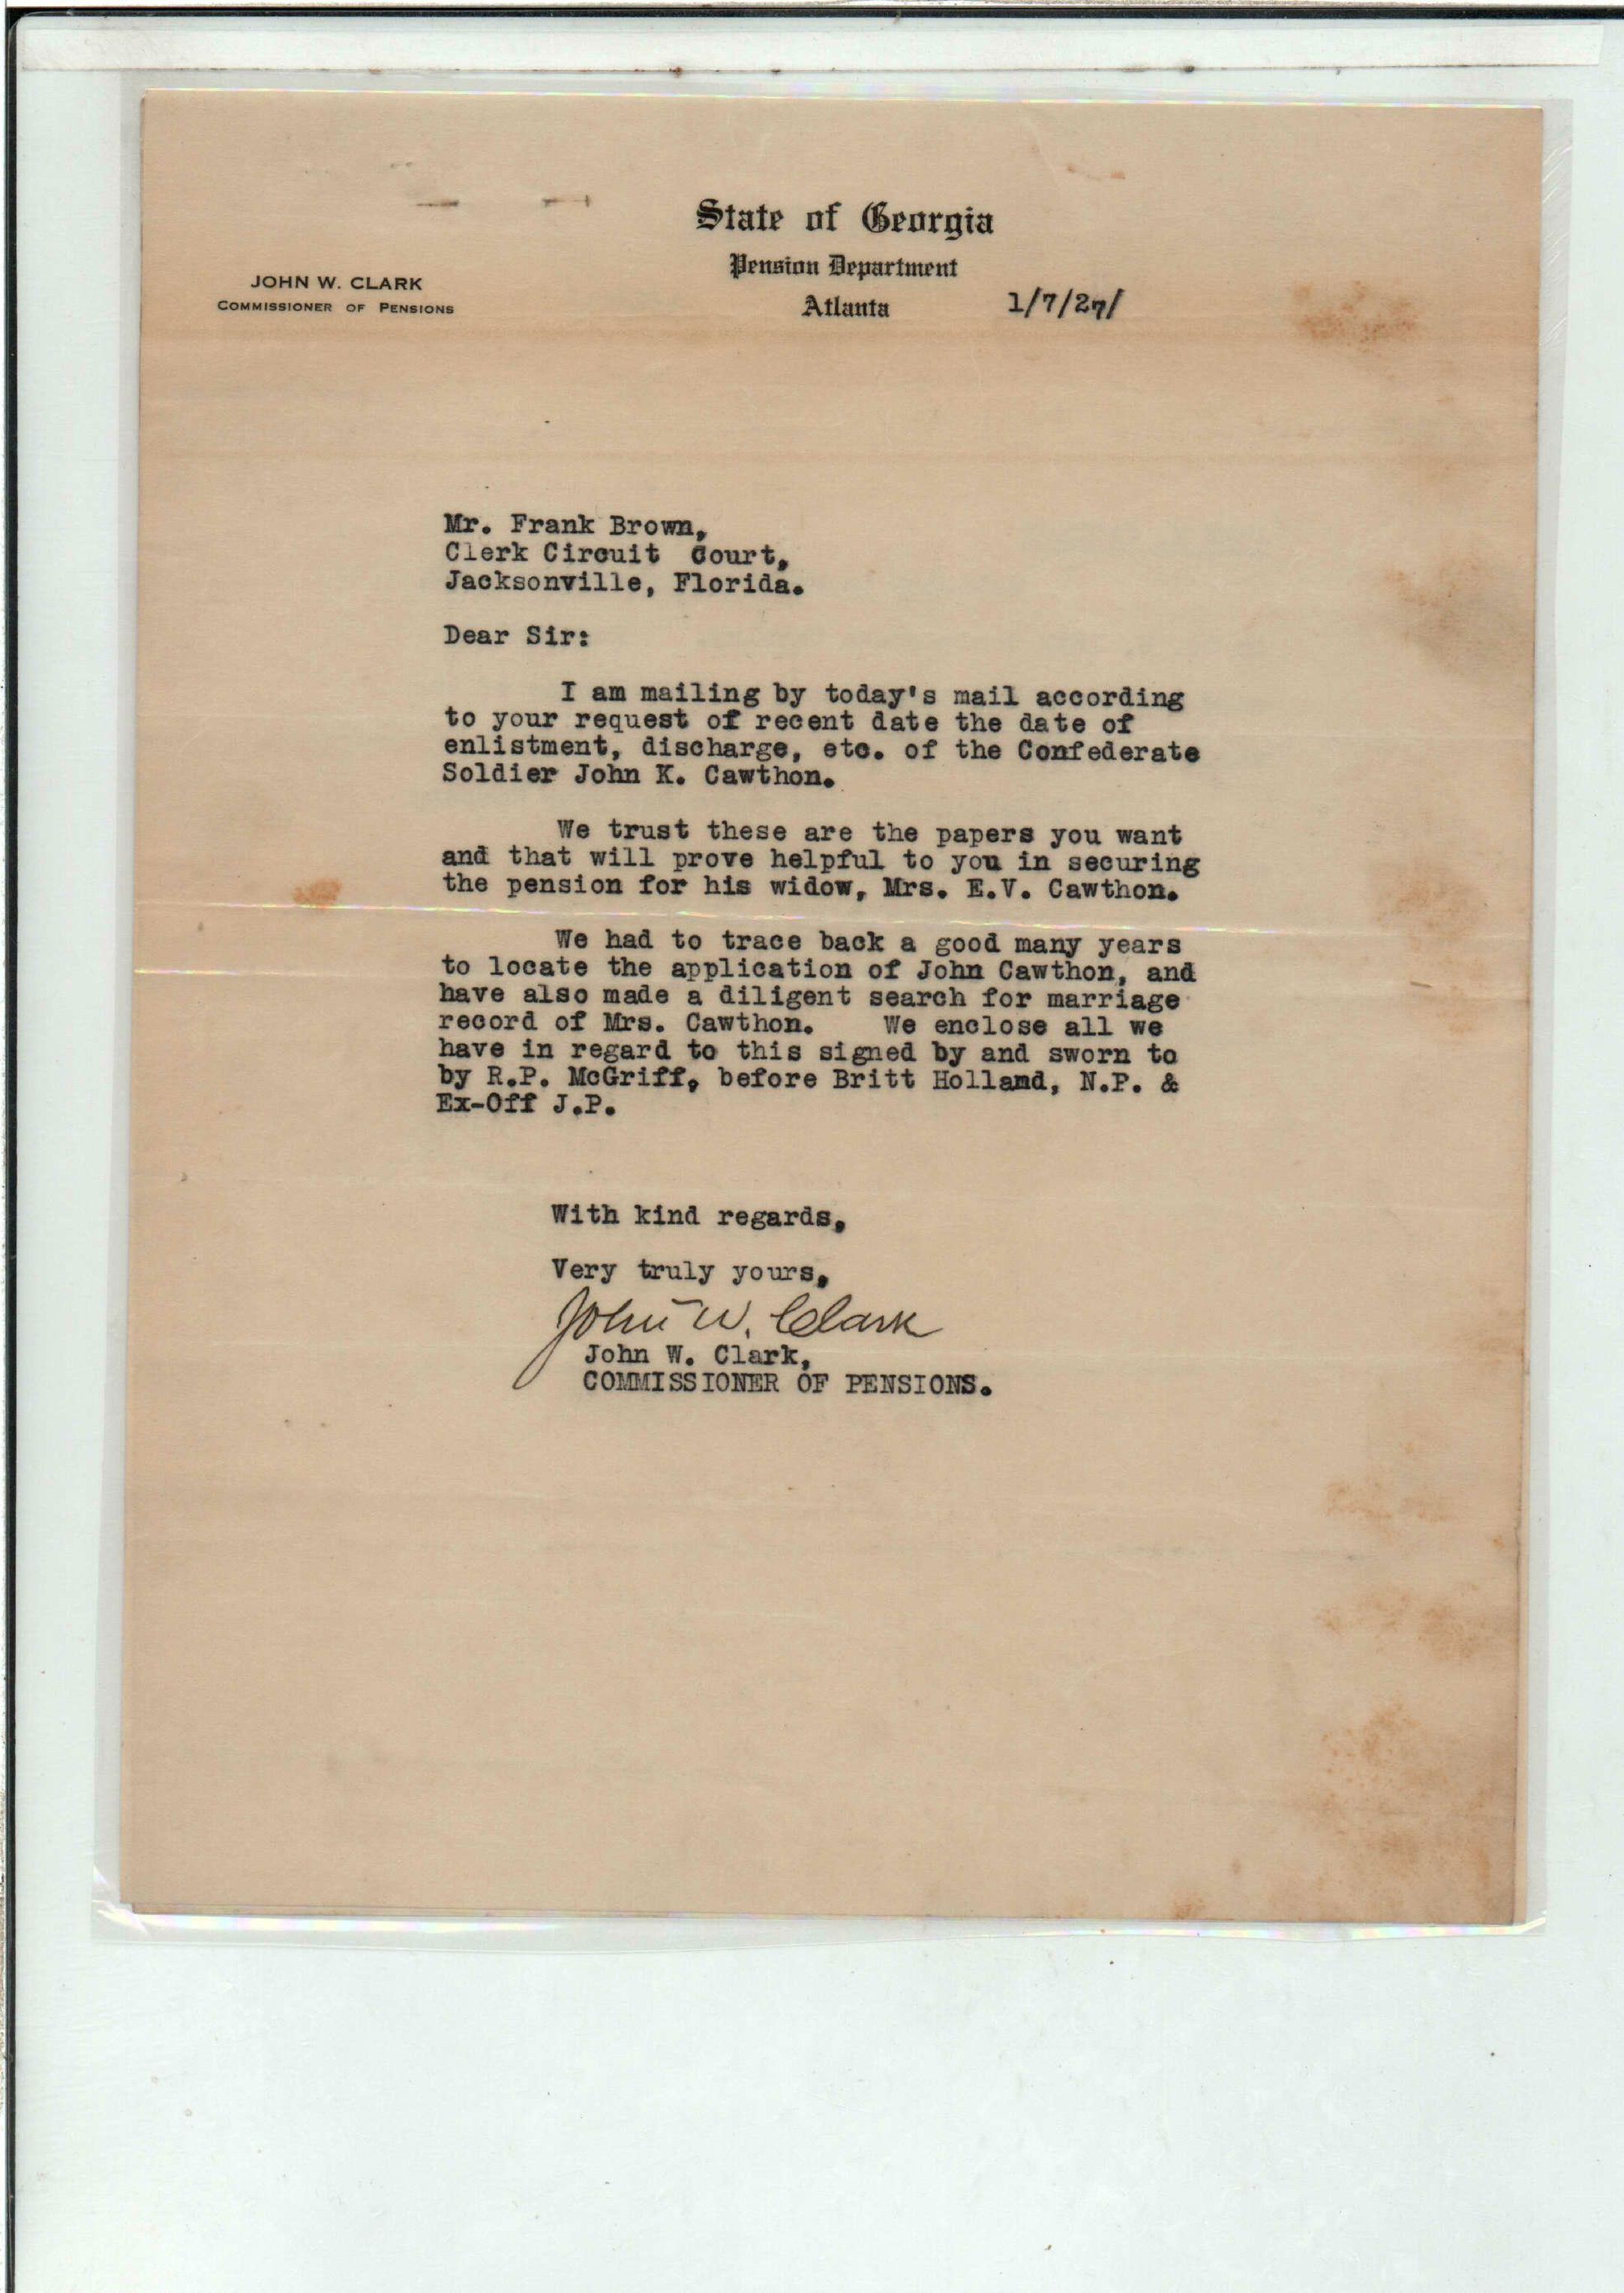 State of Georgia
Pension Department
JOHN W. CLARK
COMMISSIONER OF PENSIONS
Atlanta 1/7/27/
Mr. Frank Brown,
Clerk Circuit Court,
Jacksonville, Florida.
Dear Sir:
I am mailing by today's mail according
to your request of recent date the date of
enlistment, discharge, etc. of the Confederate
Soldier John K. Cawthon.
We trust these are the papers you want
and that will prove helpful to you in securing
the pension for his widow, Mrs. E.V. Cawthon.
We had to trace back a good many years
to locate the application of John Cawthon, and
have also made a diligent search for marriage
record of Mrs. Cawthon. We enclose all we
have in regard to this signed by and sworn to
by R.P. McGriff, before Britt Holland, N.P. &
Ex-Off J.P.
With kind regards,
Very truly yours,
John W. Clark
John W. Clark,
COMMISSIONER OF PENSIONS.